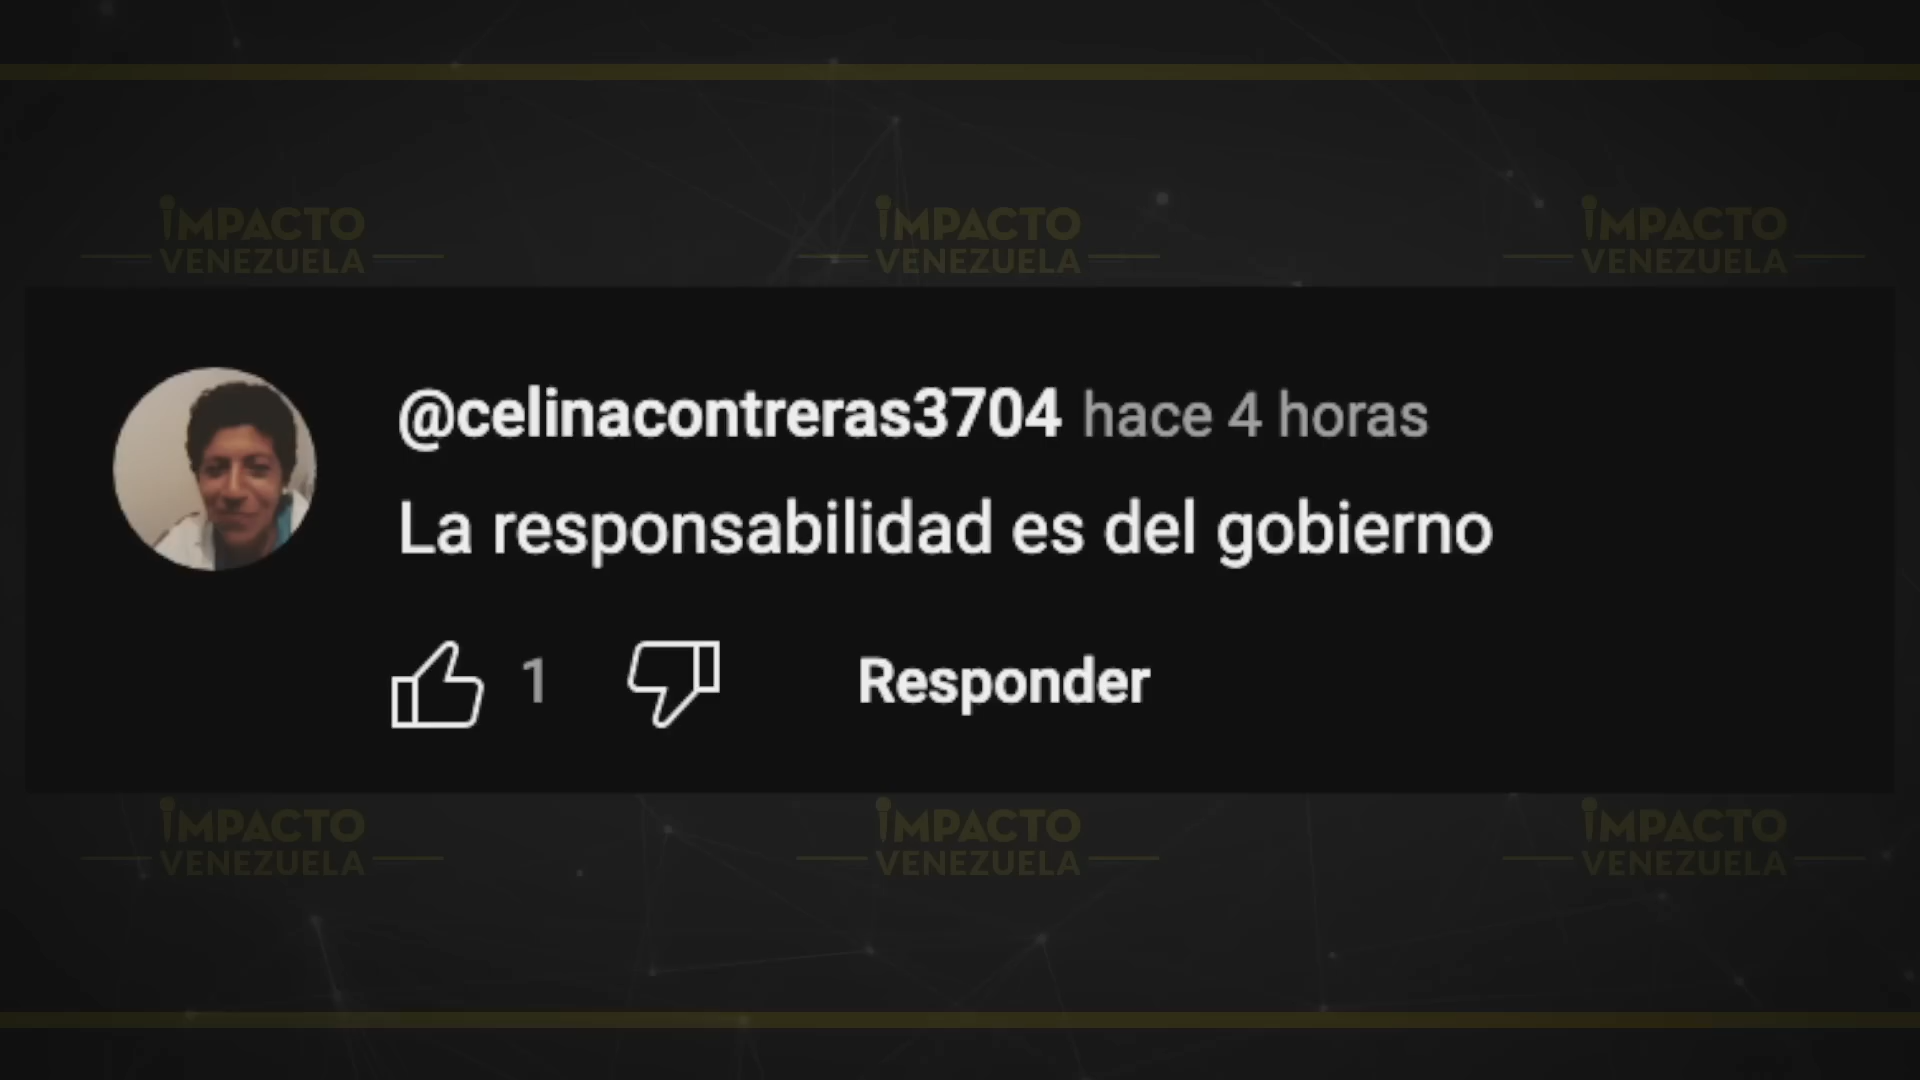 IMPACTO IMPACTO IMPACTO
VENEZUELA VENEZUELA VENEZUELA
@celinacontreras3704 hace 4 horas
La responsabilidad es del gobierno
1 Responder
IMPACTO IMPACTO IMPACTO
VENEZUELA VENEZUELA VENEZUELA